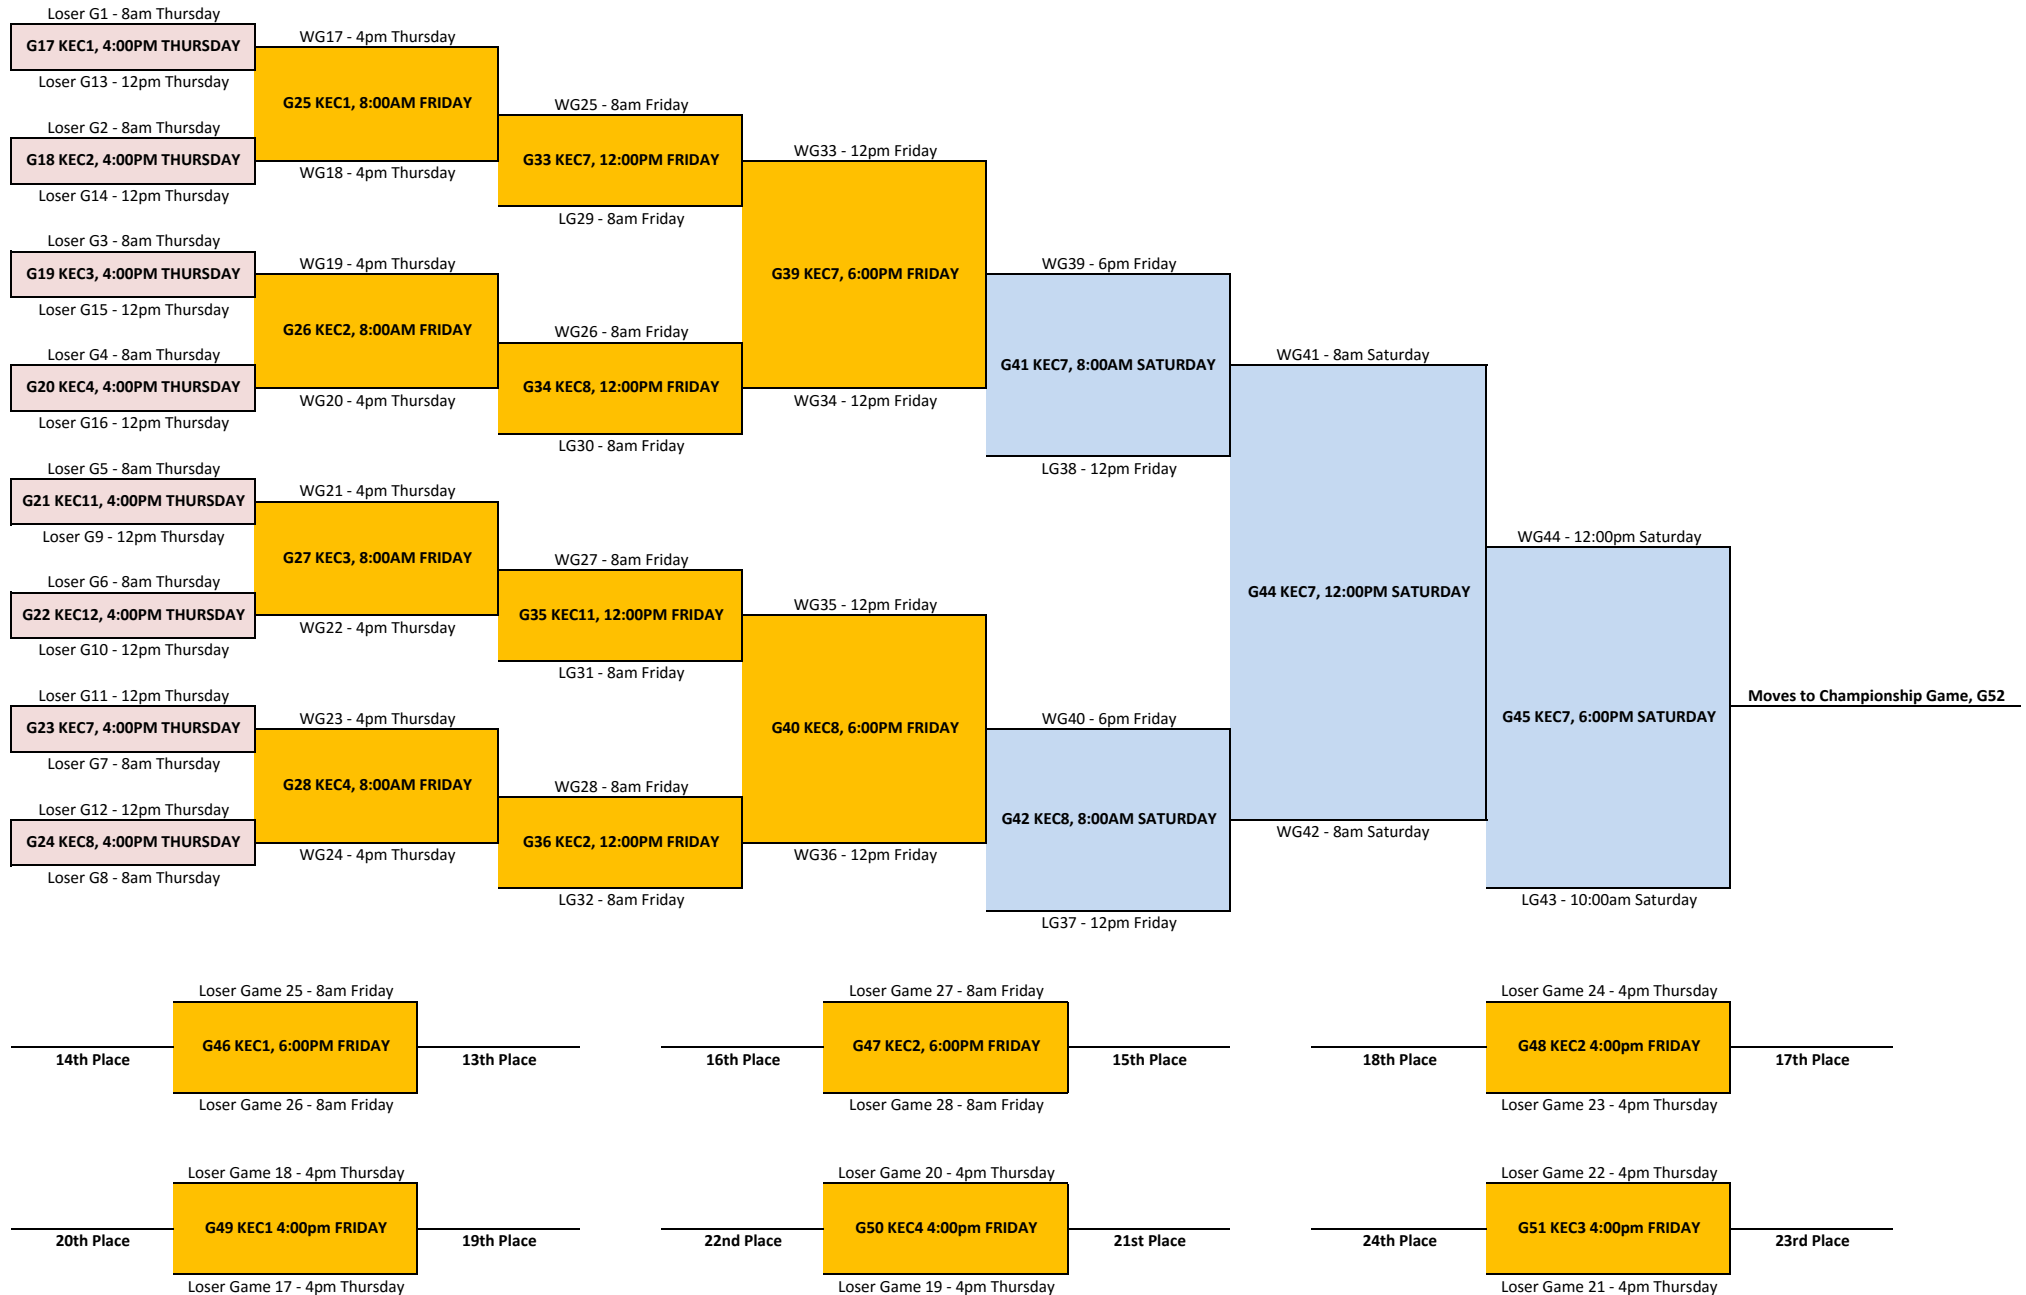 Loser G1 - 8am Thursday
G17 KEC1, 4:00PM THURSDAY
Loser G13 - 12pm Thursday
Loser G2 - 8am Thursday
G18 KEC2, 4:00PM THURSDAY
Loser G14 - 12pm Thursday
Loser G3 - 8am Thursday
G19 KEC3, 4:00PM THURSDAY
Loser G15 - 12pm Thursday
Loser G4 - 8am Thursday
G20 KEC4, 4:00PM THURSDAY
Loser G16 - 12pm Thursday
Loser G5 - 8am Thursday
G21 KEC11, 4:00PM THURSDAY
Loser G9 - 12pm Thursday
Loser G6 - 8am Thursday
G22 KEC12, 4:00PM THURSDAY
Loser G10 - 12pm Thursday
Loser G11 - 12pm Thursday
G23 KEC7, 4:00PM THURSDAY
Loser G7 - 8am Thursday
Loser G12 - 12pm Thursday
G24 KEC8, 4:00PM THURSDAY
Loser G8 - 8am Thursday
WG17 - 4pm Thursday
G25 KEC1, 8:00AM FRIDAY
WG18 - 4pm Thursday
WG19 - 4pm Thursday
G26 KEC2, 8:00AM FRIDAY
WG20 - 4pm Thursday
WG21 - 4pm Thursday
G27 KEC3, 8:00AM FRIDAY
WG22 - 4pm Thursday
WG23 - 4pm Thursday
G28 KEC4, 8:00AM FRIDAY
WG24 - 4pm Thursday
WG25 - 8am Friday
G33 KEC7, 12:00PM FRIDAY
LG29 - 8am Friday
WG26 - 8am Friday
G34 KEC8, 12:00PM FRIDAY
LG30 - 8am Friday
WG27 - 8am Friday
G35 KEC11, 12:00PM FRIDAY
LG31 - 8am Friday
WG28 - 8am Friday
G36 KEC2, 12:00PM FRIDAY
LG32 - 8am Friday
WG33 - 12pm Friday
G39 KEC7, 6:00PM FRIDAY
WG34 - 12pm Friday
WG35 - 12pm Friday
G40 KEC8, 6:00PM FRIDAY
WG36 - 12pm Friday
WG39 - 6pm Friday
G41 KEC7, 8:00AM SATURDAY
LG38 - 12pm Friday
WG40 - 6pm Friday
G42 KEC8, 8:00AM SATURDAY
LG37 - 12pm Friday
WG41 - 8am Saturday
G44 KEC7, 12:00PM SATURDAY
WG42 - 8am Saturday
WG44 - 12:00pm Saturday
G45 KEC7, 6:00PM SATURDAY
LG43 - 10:00am Saturday
Moves to Championship Game, G52
Loser Game 25 - 8am Friday
14th Place
G46 KEC1, 6:00PM FRIDAY
13th Place
Loser Game 26 - 8am Friday
Loser Game 27 - 8am Friday
16th Place
G47 KEC2, 6:00PM FRIDAY
15th Place
Loser Game 28 - 8am Friday
Loser Game 24 - 4pm Thursday
18th Place
G48 KEC2 4:00pm FRIDAY
17th Place
Loser Game 23 - 4pm Thursday
Loser Game 18 - 4pm Thursday
20th Place
G49 KEC1 4:00pm FRIDAY
19th Place
Loser Game 17 - 4pm Thursday
Loser Game 20 - 4pm Thursday
22nd Place
G50 KEC4 4:00pm FRIDAY
21st Place
Loser Game 19 - 4pm Thursday
Loser Game 22 - 4pm Thursday
24th Place
G51 KEC3 4:00pm FRIDAY
23rd Place
Loser Game 21 - 4pm Thursday